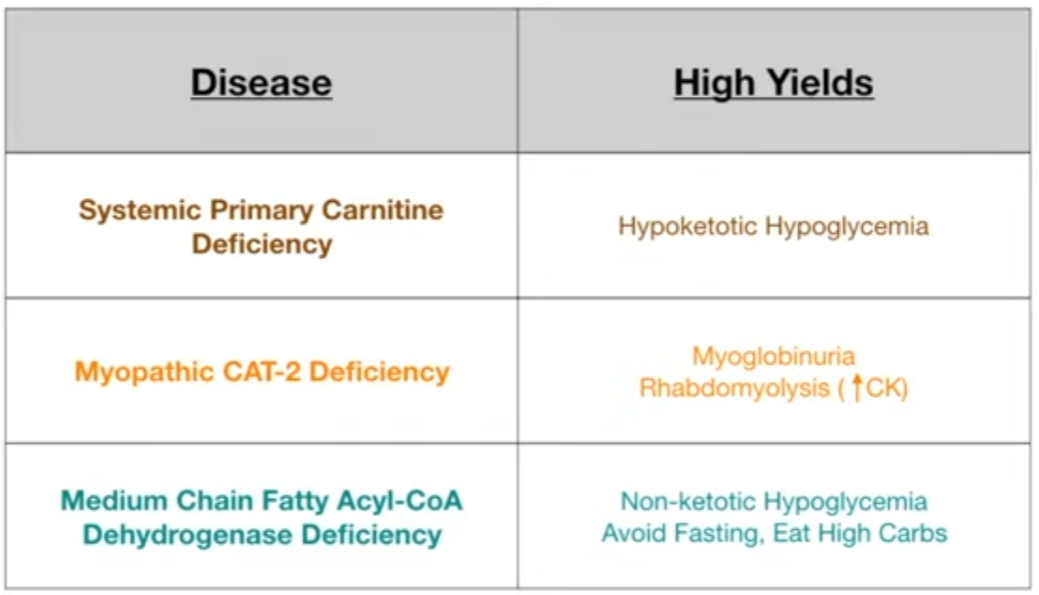 Disease
High Yields
Systemic Primary Carnitine
Deficiency
Hypoketotic Hypoglycemia
Myopathic CAT-2 Deficiency
Myoglobinuria
Rhabdomyolysis (↑CK)
Medium Chain Fatty Acyl-CoA
Dehydrogenase Deficiency
Non-ketotic Hypoglycemia
Avoid Fasting, Eat High Carbs